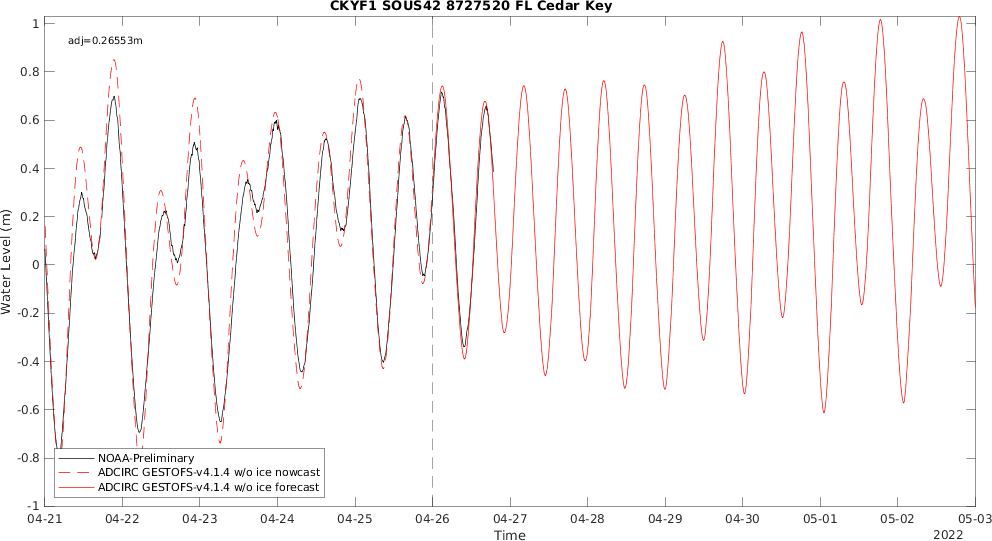 CKYF1 SOUS42 8727520 FL Cedar Key
adj=0.26553m
1
0.8
0.6
0.4
0.2
0
-0.2
-0.4
-0.6
-0.8
-1
Water Level (m)
NOAA-Preliminary
ADCIRC GESTOFS-v4.1.4 w/o ice nowcast
ADCIRC GESTOFS-v4.1.4 w/o ice forecast
04-21 04-22 04-23 04-24 04-25 04-26 04-27 04-28 04-29 04-30 05-01 05-02 05-03
Time
2022